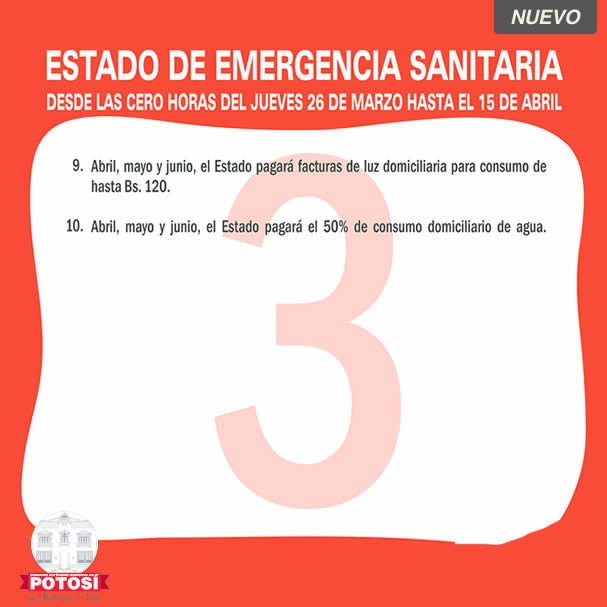 NUEVO
ESTADO DE EMERGENCIA SANITARIA
DESDE LAS CERO HORAS DEL JUEVES 26 DE MARZO HASTA EL 15 DE ABRIL
9. Abril, mayo y junio, el Estado pagará facturas de luz domiciliaria para consumo de
hasta Bs. 120.
10. Abril, mayo y junio, el Estado pagará el 50% de consumo domiciliario de agua.
3
POTOSÍ